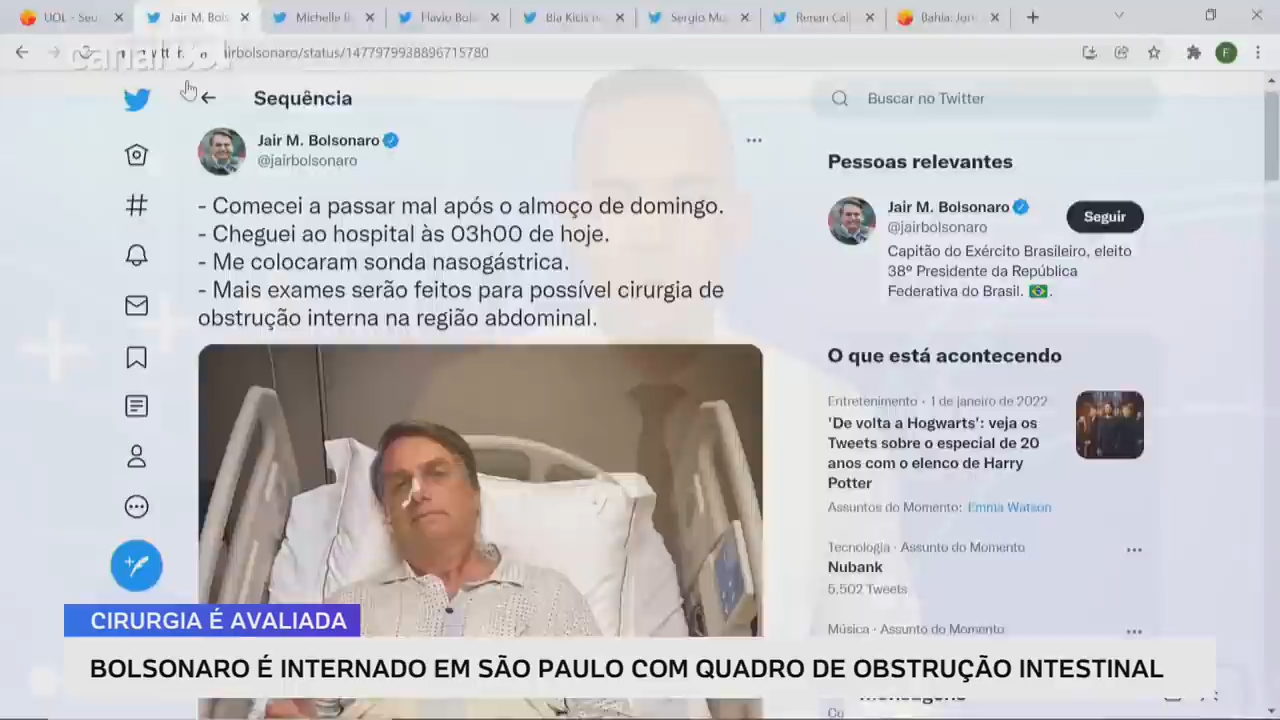 UOL - Seu
Jair M. Bols
Michelle B
Flavio Bols
Bia Kicis n
Sergio Mo
Renan Cal
Bahia: Jor
canal
airbolsonaro/status/1477979938896715780
F
Sequência
Buscar no Twitter
Jair M. Bolsonaro
@jairbolsonaro
- Comecei a passar mal após o almoço de domingo.
- Cheguei ao hospital às 03h00 de hoje.
- Me colocaram sonda nasogástrica.
- Mais exames serão feitos para possível cirurgia de
obstrução interna na região abdominal.
Pessoas relevantes
Jair M. Bolsonaro
@jairbolsonaro
Seguir
Capitão do Exército Brasileiro, eleito
38º Presidente da República
Federativa do Brasil. 🇧🇷.
O que está acontecendo
Entretenimento · 1 de janeiro de 2022
'De volta a Hogwarts': veja os
Tweets sobre o especial de 20
anos com o elenco de Harry
Potter
Assuntos do Momento: Emma Watson
Tecnologia · Assunto do Momento
Nubank
5.502 Tweets
Música · Assunto do Momento
CIRURGIA É AVALIADA
BOLSONARO É INTERNADO EM SÃO PAULO COM QUADRO DE OBSTRUÇÃO INTESTINAL